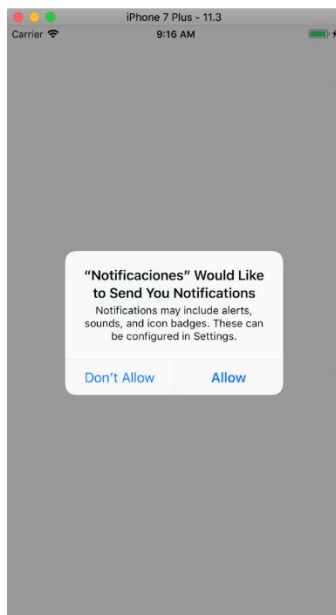 iPhone 7 Plus - 11.3
Carrier 9:16 AM
“Notificaciones” Would Like
to Send You Notifications
Notifications may include alerts,
sounds, and icon badges. These can
be configured in Settings.
Don’t Allow Allow